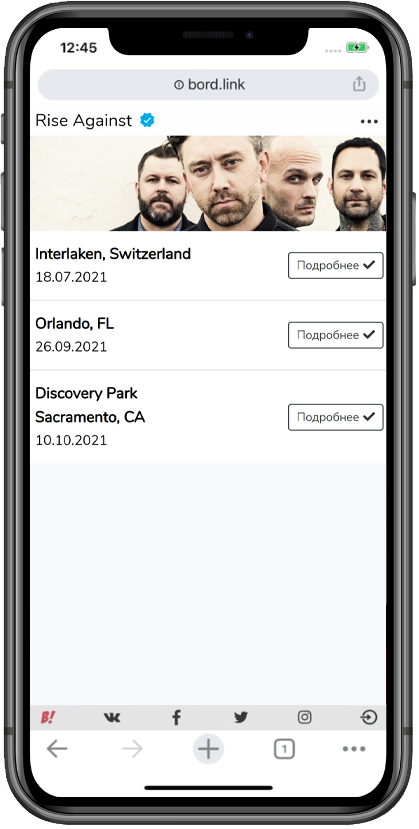 12:45
bord.link
Rise Against
Interlaken, Switzerland
18.07.2021
Подробнее
Orlando, FL
26.09.2021
Подробнее
Discovery Park
Sacramento, CA
10.10.2021
Подробнее
B!
1